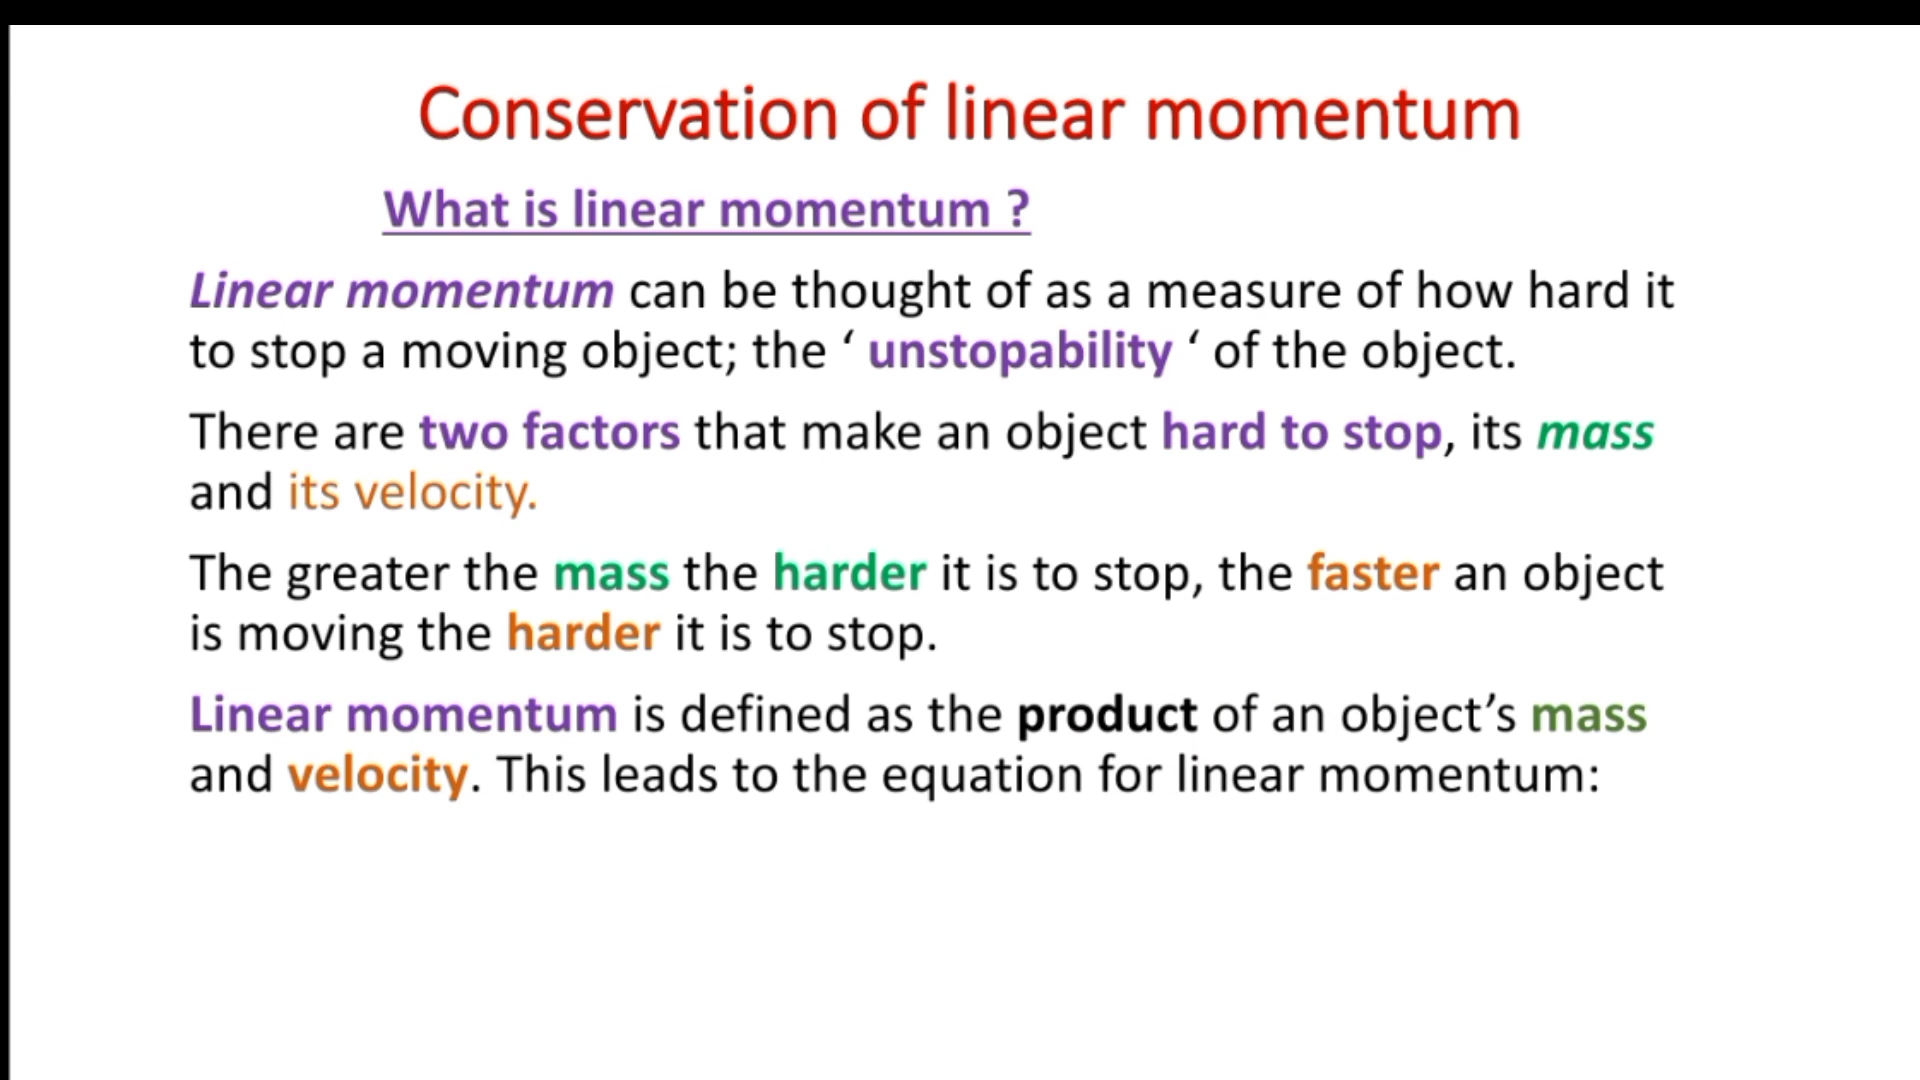 Conservation of linear momentum
What is linear momentum ?
Linear momentum can be thought of as a measure of how hard it
to stop a moving object; the ‘ unstopability ‘ of the object.
There are two factors that make an object hard to stop, its mass
and its velocity.
The greater the mass the harder it is to stop, the faster an object
is moving the harder it is to stop.
Linear momentum is defined as the product of an object’s mass
and velocity. This leads to the equation for linear momentum: